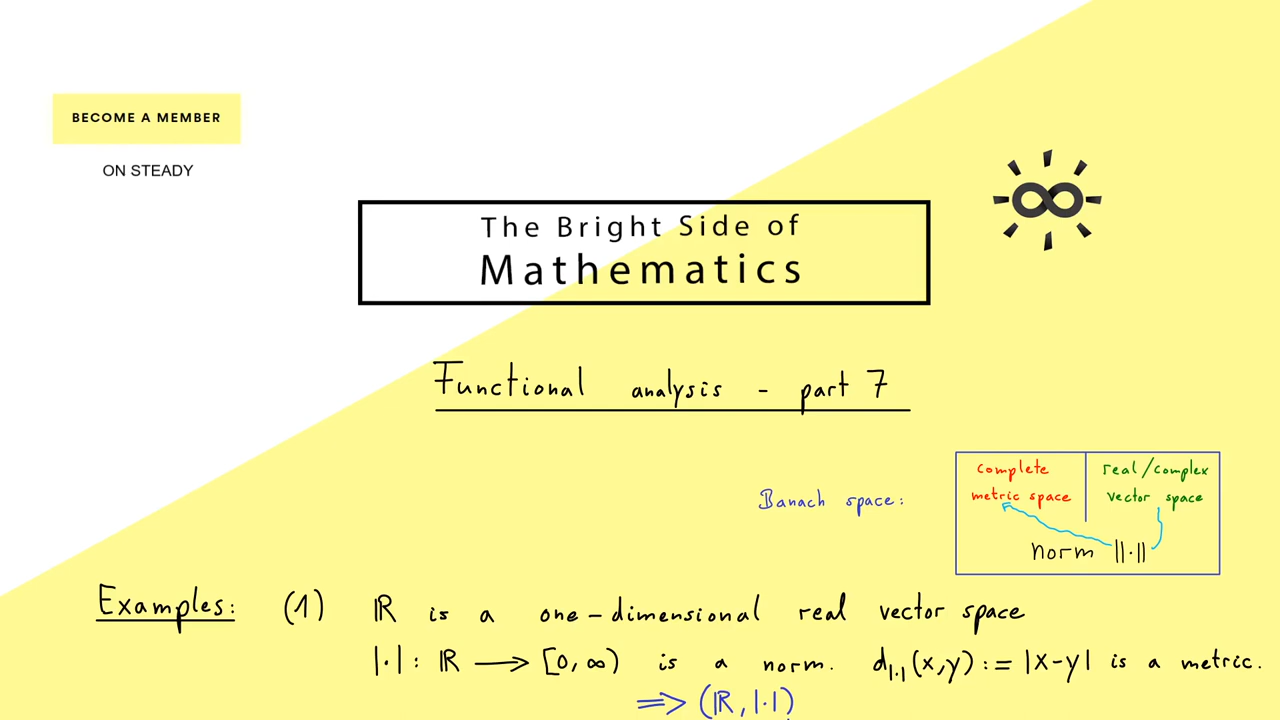 BECOME A MEMBER
ON STEADY
The Bright Side of
Mathematics
Functional analysis - part 7
Banach space:
complete
metric space
real/complex
vector space
norm ||·||
Examples: (1) ℝ is a one-dimensional real vector space
|·|: ℝ ⟶ [0,∞) is a norm. d_{|·|}(x,y) := |x-y| is a metric.
⟹ (ℝ, |·|)